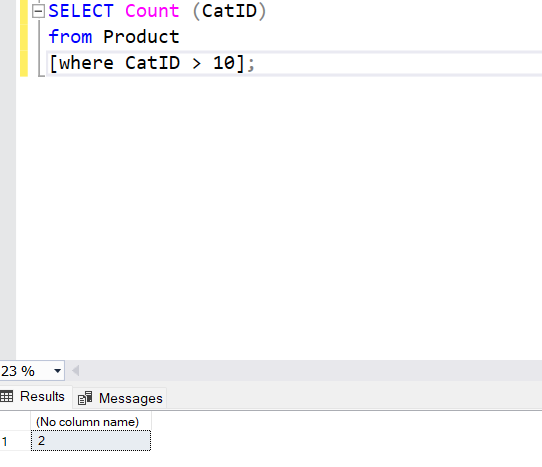 SELECT Count (CatID)
from Product
[where CatID > 10];
23 %
Results Messages
(No column name)
1 2